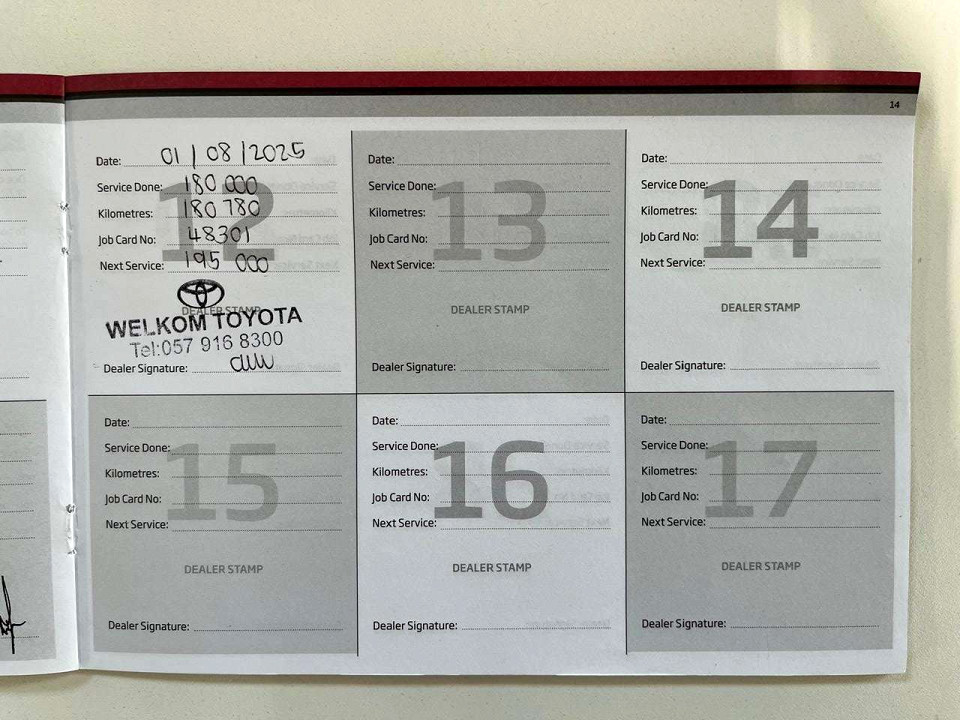 14
Date: 01 / 08 / 2025
Service Done: 180 000
Kilometres: 180 780
Job Card No: 48301
Next Service: 195 000
12
DEALER STAMP
WELKOM TOYOTA
Tel:057 916 8300
Dealer Signature:
Date:
Service Done:
Kilometres:
Job Card No:
Next Service:
13
DEALER STAMP
Dealer Signature:
Date:
Service Done:
Kilometres:
Job Card No:
Next Service:
14
DEALER STAMP
Dealer Signature:
Date:
Service Done:
Kilometres:
Job Card No:
Next Service:
15
DEALER STAMP
Dealer Signature:
Date:
Service Done:
Kilometres:
Job Card No:
Next Service:
16
DEALER STAMP
Dealer Signature:
Date:
Service Done:
Kilometres:
Job Card No:
Next Service:
17
DEALER STAMP
Dealer Signature: